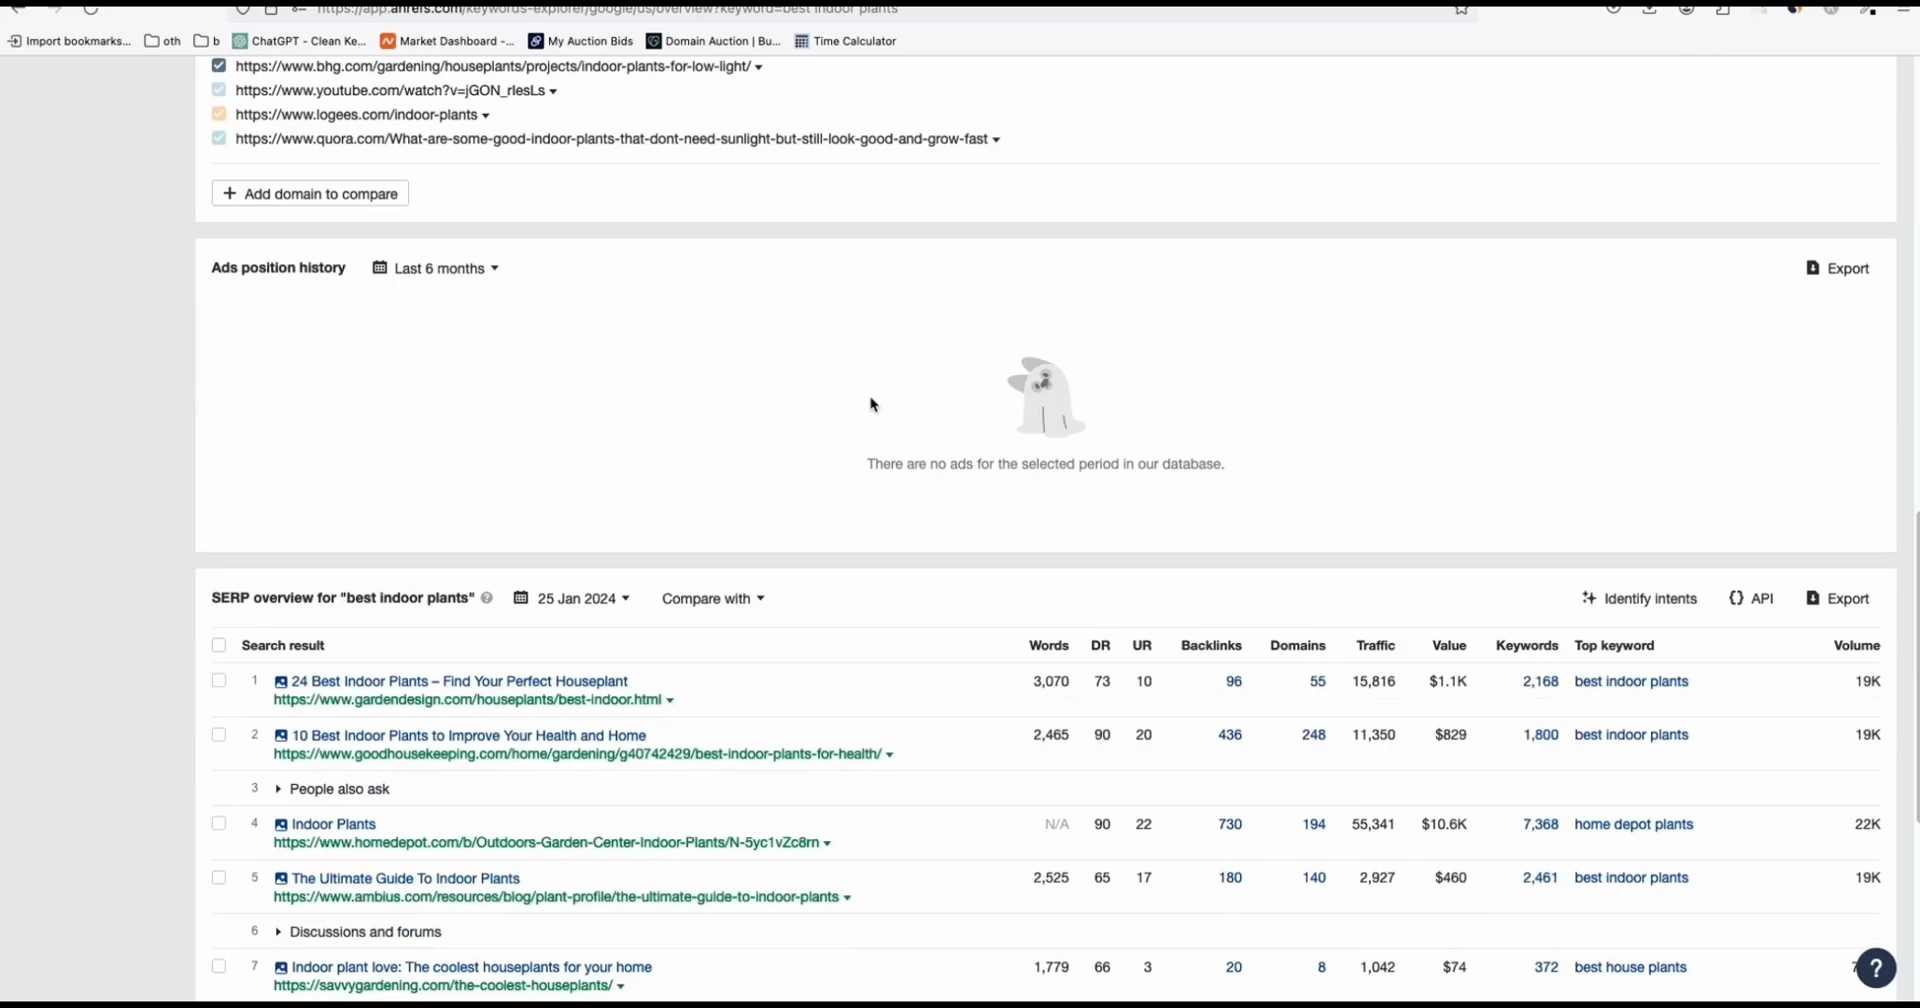 https://app.ahrefs.com/keywords-explorer/google/us/overview?keyword=best indoor plants
Import bookmarks... oth b ChatGPT - Clean Ke... Market Dashboard -... My Auction Bids Domain Auction | Bu... Time Calculator
https://www.bhg.com/gardening/houseplants/projects/indoor-plants-for-low-light/
https://www.youtube.com/watch?v=jGON_rlesLs
https://www.logees.com/indoor-plants
https://www.quora.com/What-are-some-good-indoor-plants-that-dont-need-sunlight-but-still-look-good-and-grow-fast
+ Add domain to compare
Ads position history Last 6 months Export
There are no ads for the selected period in our database.
SERP overview for "best indoor plants" ? 25 Jan 2024 Compare with Identify intents {} API Export
Search result Words DR UR Backlinks Domains Traffic Value Keywords Top keyword Volume
1 24 Best Indoor Plants – Find Your Perfect Houseplant 3,070 73 10 96 55 15,816 $1.1K 2,168 best indoor plants 19K
https://www.gardendesign.com/houseplants/best-indoor.html
2 10 Best Indoor Plants to Improve Your Health and Home 2,465 90 20 436 248 11,350 $829 1,800 best indoor plants 19K
https://www.goodhousekeeping.com/home/gardening/g40742429/best-indoor-plants-for-health/
3 People also ask
4 Indoor Plants N/A 90 22 730 194 55,341 $10.6K 7,368 home depot plants 22K
https://www.homedepot.com/b/Outdoors-Garden-Center-Indoor-Plants/N-5yc1vZc8rn
5 The Ultimate Guide To Indoor Plants 2,525 65 17 180 140 2,927 $460 2,461 best indoor plants 19K
https://www.ambius.com/resources/blog/plant-profile/the-ultimate-guide-to-indoor-plants
6 Discussions and forums
7 Indoor plant love: The coolest houseplants for your home 1,779 66 3 20 8 1,042 $74 372 best house plants
https://savvygardening.com/the-coolest-houseplants/
?